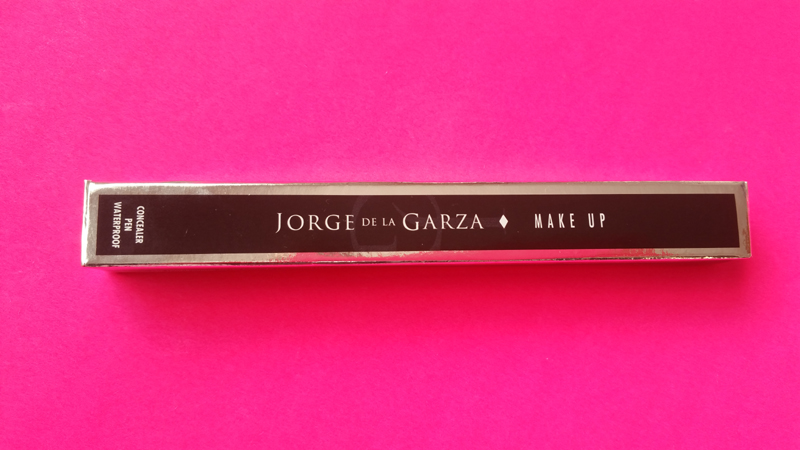 CONCEALER
PEN
WATERPROOF
JORGE DE LA GARZA ♦ MAKE UP